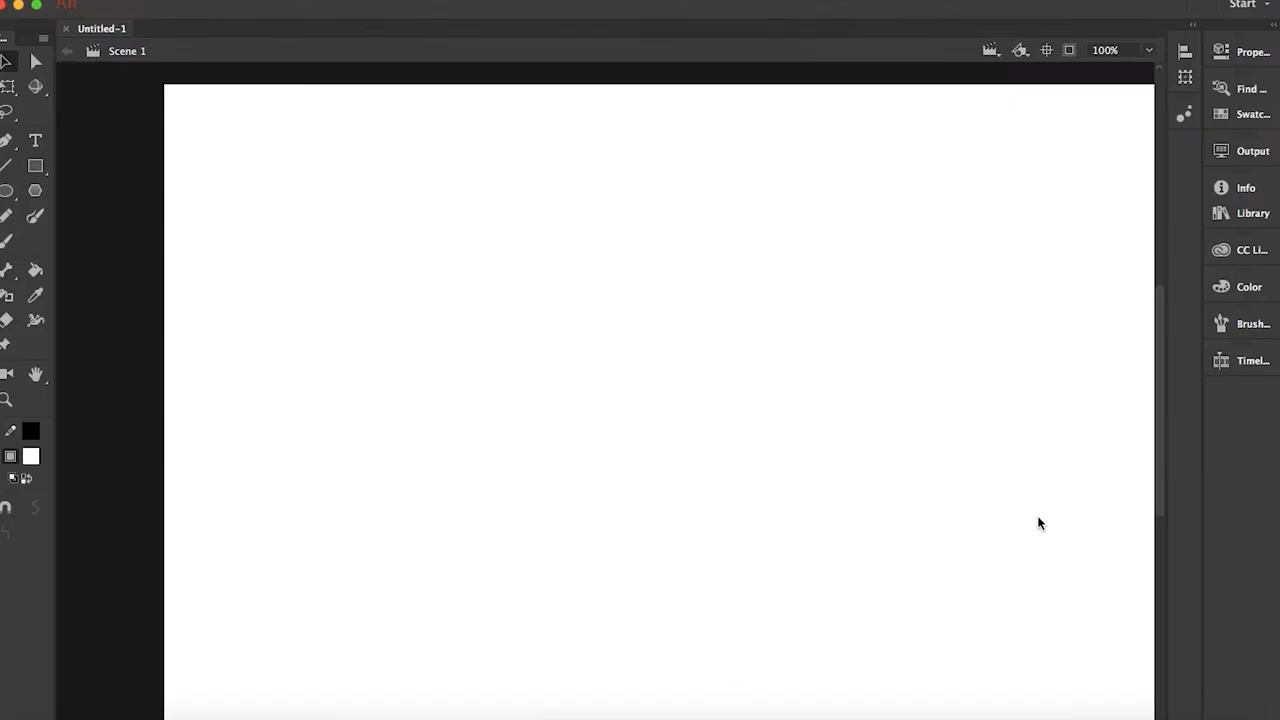 An
Start
Untitled-1
Scene 1
100%
Prope...
Find ...
Swatc...
Output
Info
Library
CC Li...
Color
Brush...
Timel...